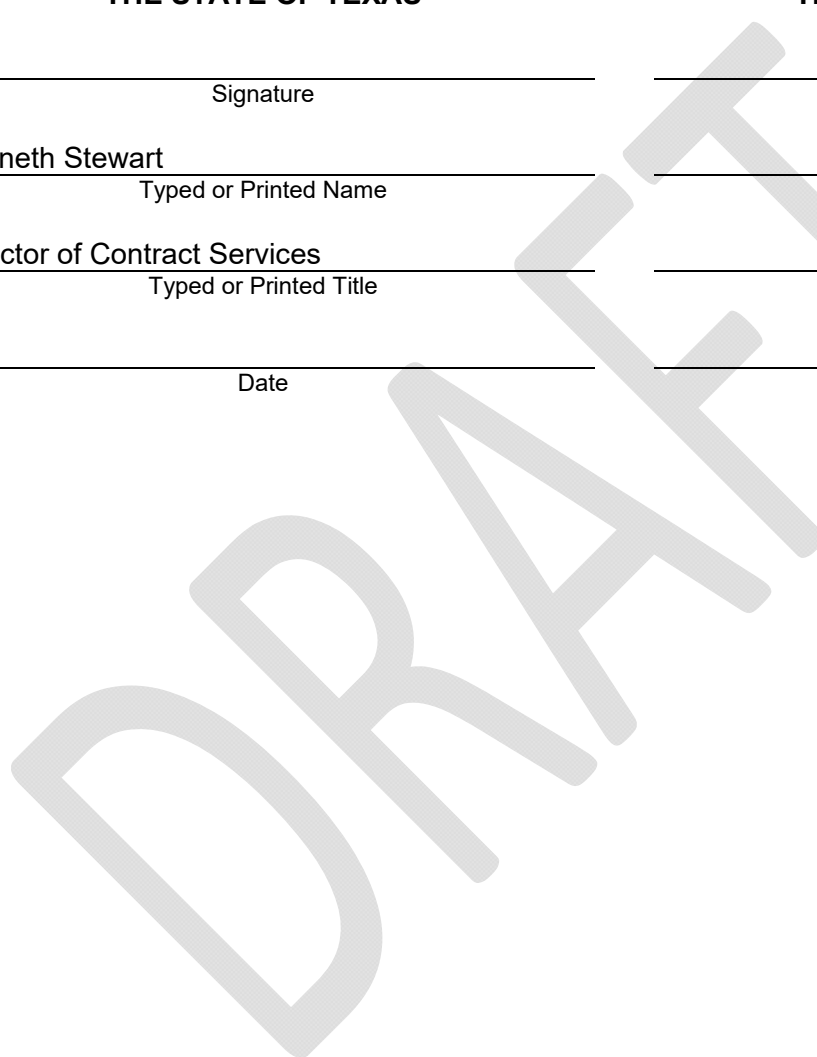 THE STATE OF TEXAS
Signature
neth Stewart
Typed or Printed Name
ctor of Contract Services
Typed or Printed Title
Date
DRAFT